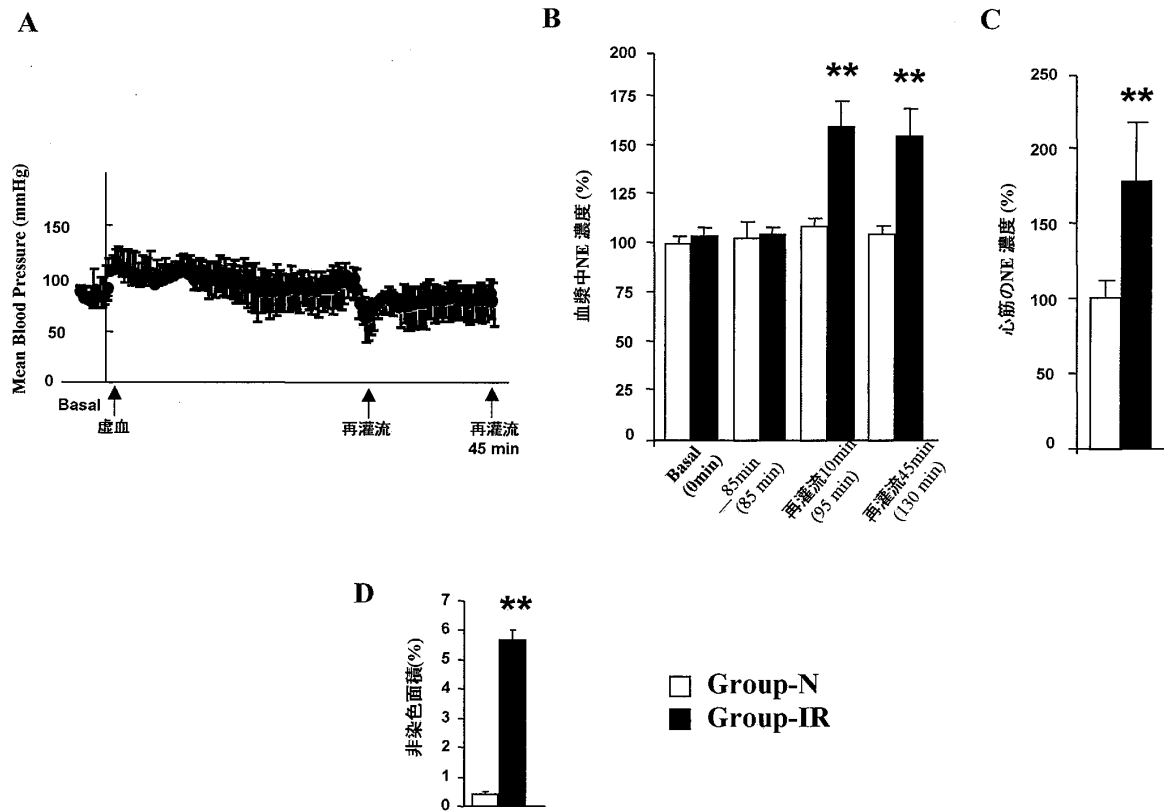 A
Mean Blood Pressure (mmHg)
150
100
50
0
Basal
虚血
再灌流
再灌流
45 min
B
血漿中NE 濃度 (%)
200
175
150
125
100
75
50
25
0
**
**
Basal
(0min)
—85min
(85 min)
再灌流10min
(95 min)
再灌流45min
(130 min)
C
心筋のNE 濃度 (%)
250
200
150
100
50
0
**
D
非染色面積(%)
7
6
5
4
3
2
1
0
**
Group-N
Group-IR